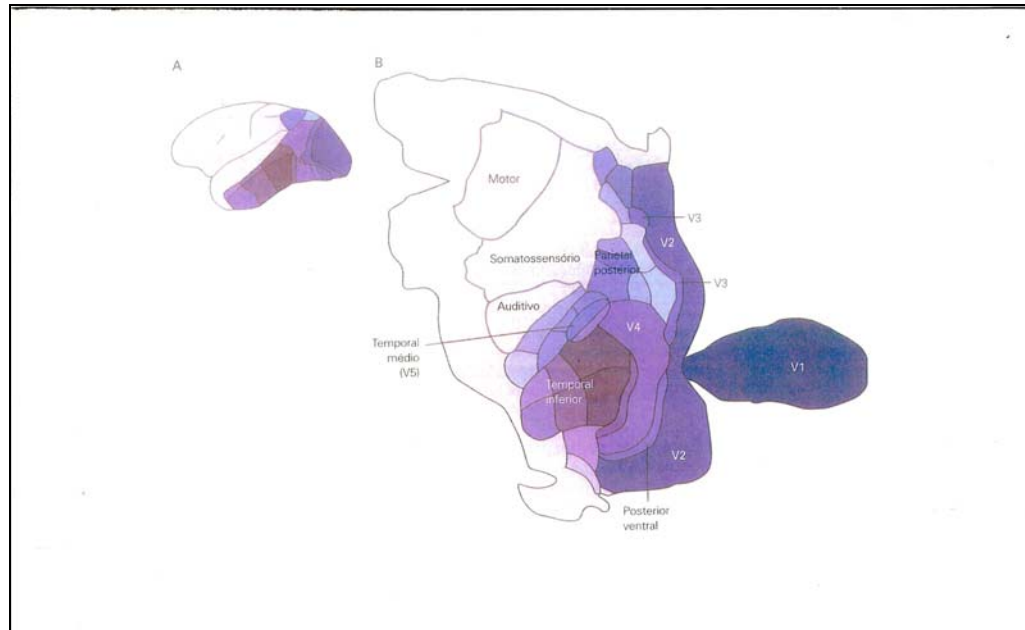 A
B
Motor
V3
V2
Somatossensório
Parietal
posterior
V3
Auditivo
V4
Temporal
médio
(V5)
V1
Temporal
inferior
V2
Posterior
ventral